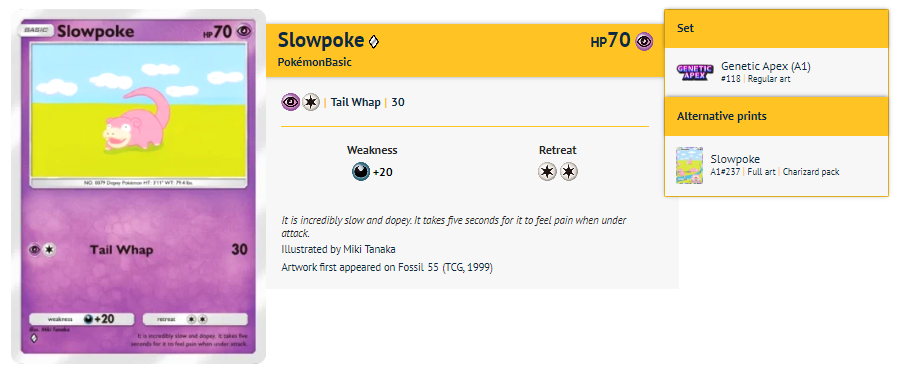 BASIC Slowpoke HP70
NO. 0079 Dopey Pokémon HT: 3'11" WT: 79.4 lbs.
Tail Whap 30
weakness +20 retreat
Illus. Miki Tanaka
It is incredibly slow and dopey. It takes five
seconds for it to feel pain when under attack.
Slowpoke HP70
PokémonBasic
| Tail Whap | 30
Weakness Retreat
+20
It is incredibly slow and dopey. It takes five seconds for it to feel pain when under
attack.
Illustrated by Miki Tanaka
Artwork first appeared on Fossil 55 (TCG, 1999)
Set
GENETIC
APEX
Genetic Apex (A1)
#118 | Regular art
Alternative prints
Slowpoke
A1#237 | Full art | Charizard pack